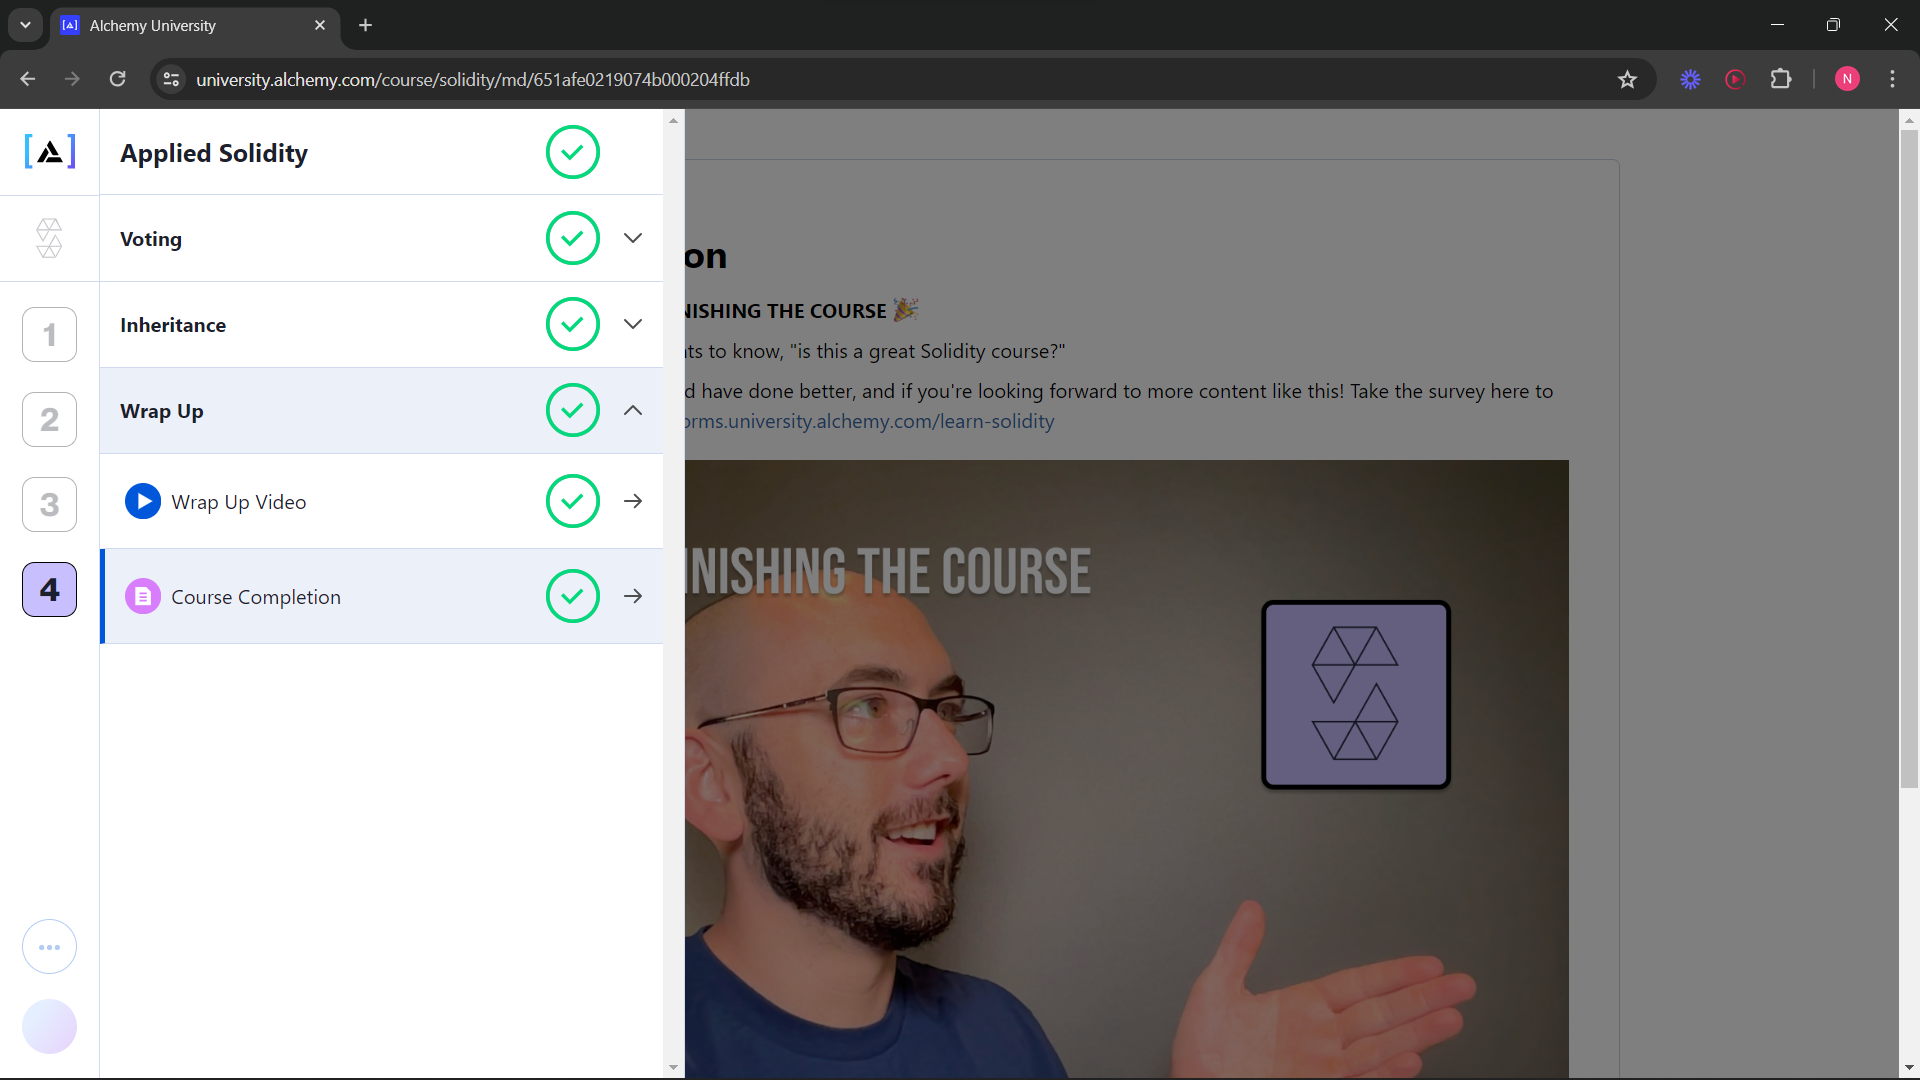 Alchemy University
university.alchemy.com/course/solidity/md/651afe0219074b000204ffdb
N
[A]
Applied Solidity
Voting
Inheritance
Wrap Up
Wrap Up Video
Course Completion
1
2
3
4
on
NISHING THE COURSE 🎉
ts to know, "is this a great Solidity course?"
d have done better, and if you're looking forward to more content like this! Take the survey here to
orms.university.alchemy.com/learn-solidity
INISHING THE COURSE